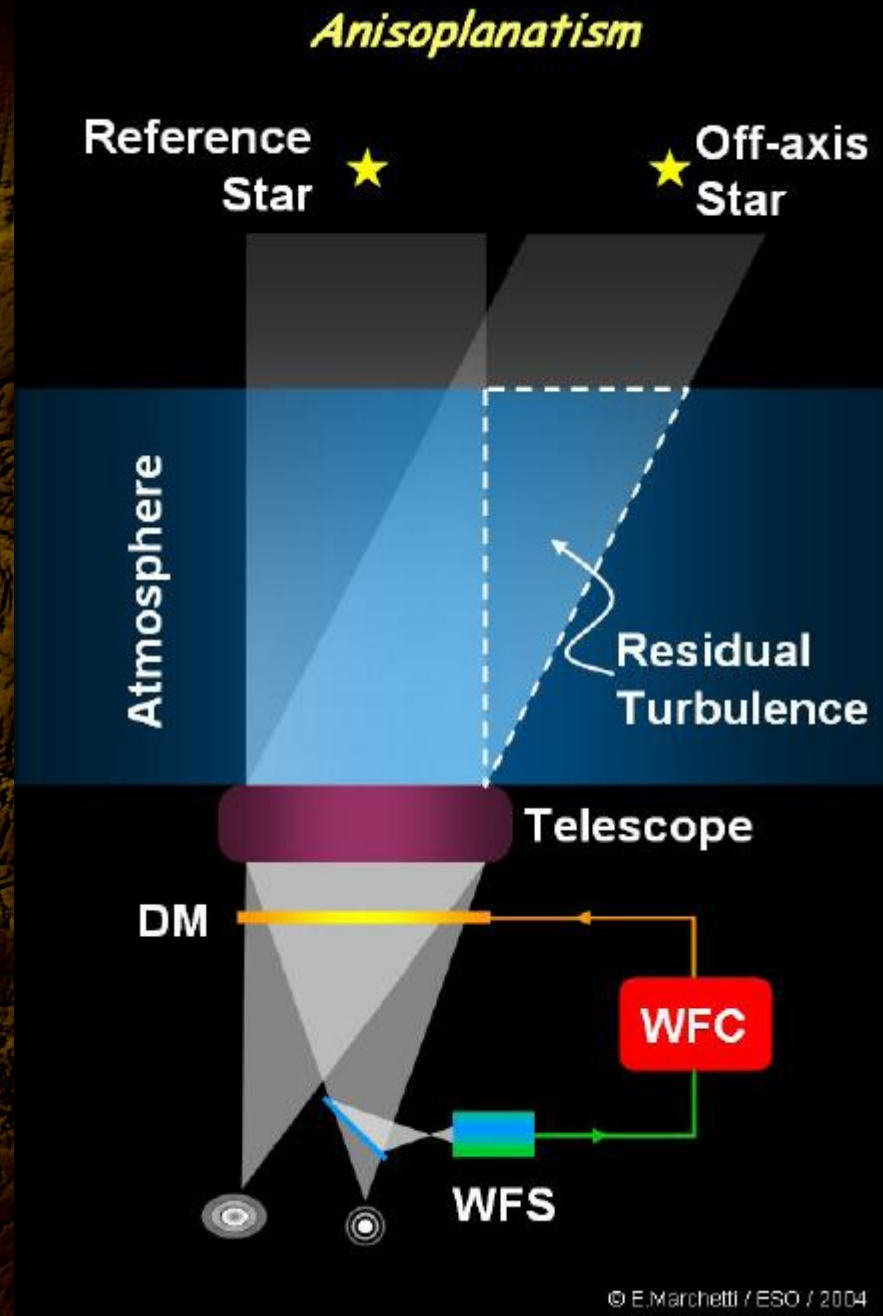 Anisoplanatism
Reference
Star
Off-axis
Star
Atmosphere
Residual
Turbulence
Telescope
DM
WFC
WFS
© E.Marchetti / ESO / 2004